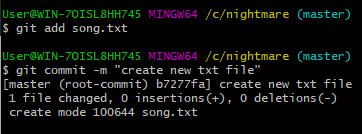 User@WIN-7OISL8HH745 MINGW64 /c/nightmare (master)
$ git add song.txt
User@WIN-7OISL8HH745 MINGW64 /c/nightmare (master)
$ git commit -m "create new txt file"
[master (root-commit) b7277fa] create new txt file
1 file changed, 0 insertions(+), 0 deletions(-)
create mode 100644 song.txt